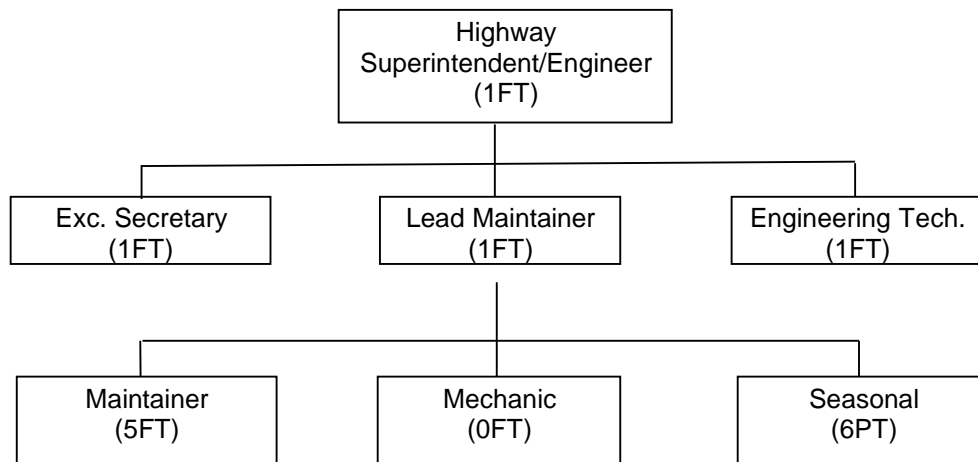 Highway
Superintendent/Engineer
(1FT)
Exc. Secretary
(1FT)
Lead Maintainer
(1FT)
Engineering Tech.
(1FT)
Maintainer
(5FT)
Mechanic
(0FT)
Seasonal
(6PT)